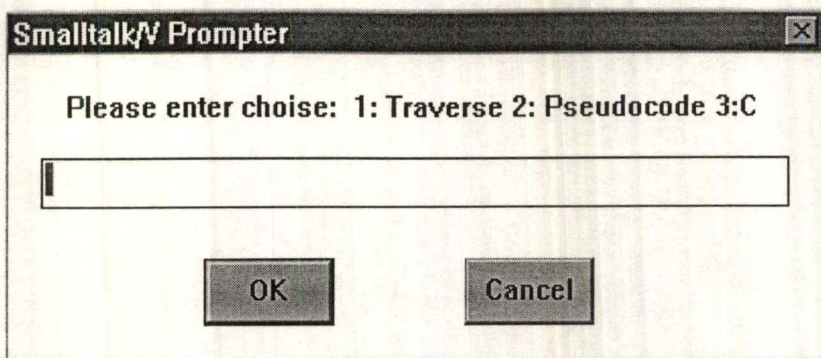 Smalltalk/V Prompter
Please enter choise: 1: Traverse 2: Pseudocode 3:C
OK
Cancel